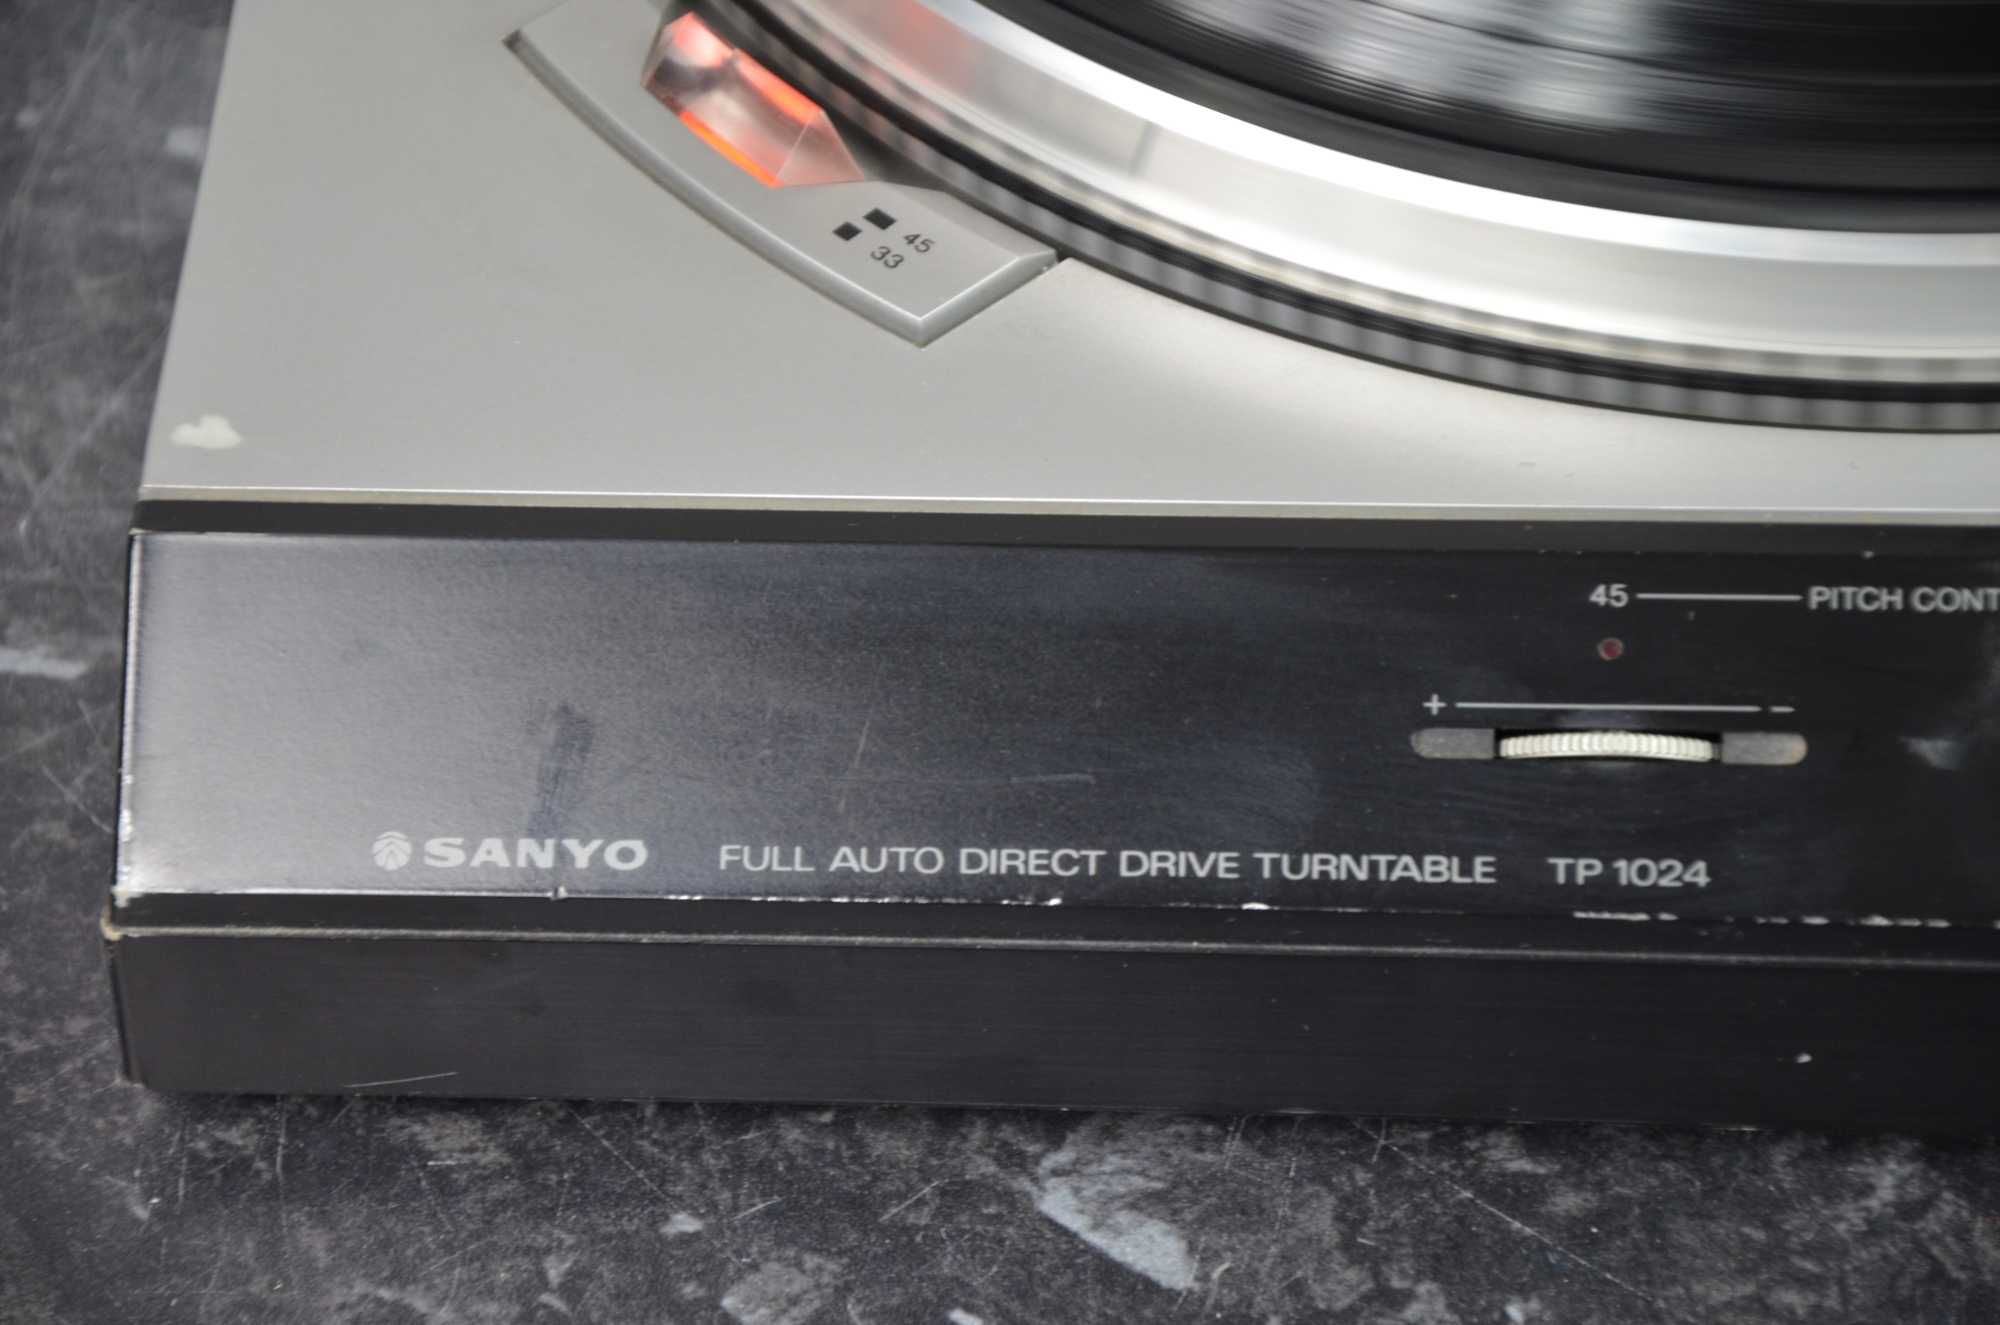 45
33
45 PITCH CONT
+ −
SANYO FULL AUTO DIRECT DRIVE TURNTABLE TP 1024